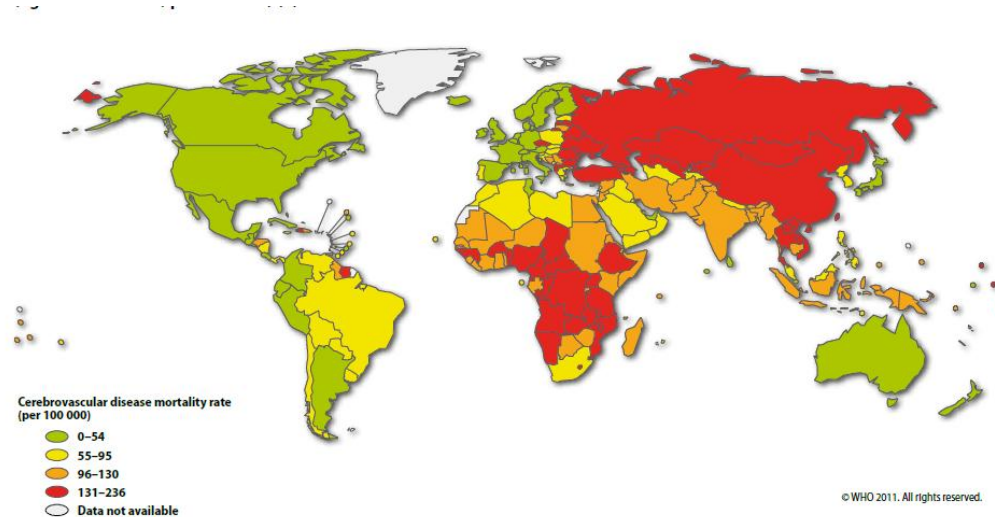 Cerebrovascular disease mortality rate
(per 100 000)
0–54
55–95
96–130
131–236
Data not available
© WHO 2011. All rights reserved.